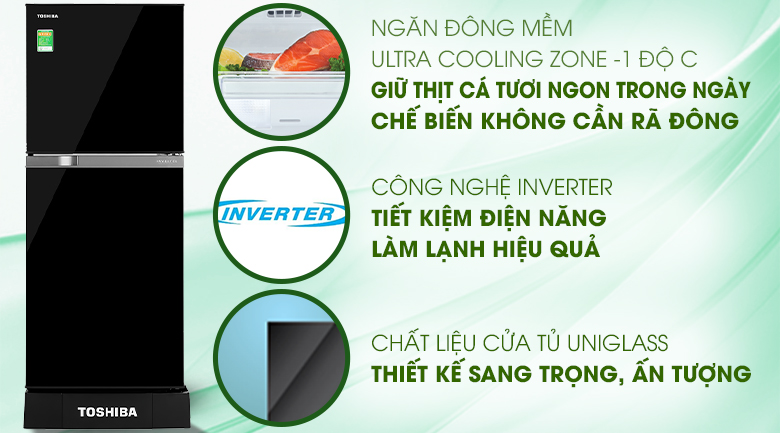 TOSHIBA
NGĂN ĐÔNG MỀM
ULTRA COOLING ZONE -1 ĐỘ C
GIỮ THỊT CÁ TƯƠI NGON TRONG NGÀY
CHẾ BIẾN KHÔNG CẦN RÃ ĐÔNG
INVERTER
CÔNG NGHỆ INVERTER
TIẾT KIỆM ĐIỆN NĂNG
LÀM LẠNH HIỆU QUẢ
CHẤT LIỆU CỬA TỦ UNIGLASS
THIẾT KẾ SANG TRỌNG, ẤN TƯỢNG
TOSHIBA